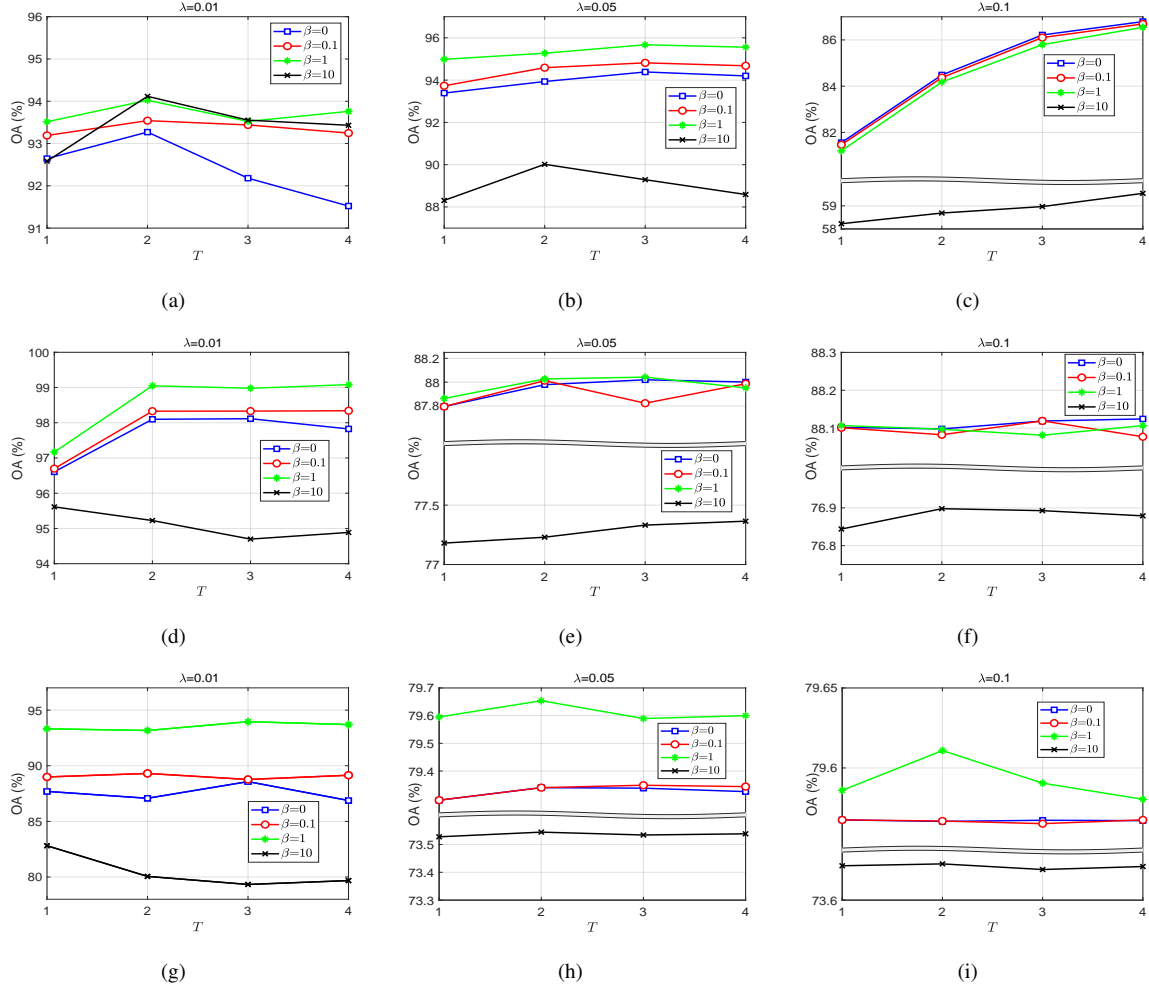 λ=0.01
96
95
94
93
92
91
OA (%)
1 2 3 4
T
β=0
β=0.1
β=1
β=10
(a)
λ=0.05
96
94
92
90
88
OA (%)
1 2 3 4
T
β=0
β=0.1
β=1
β=10
(b)
λ=0.1
86
84
82
59
58
OA (%)
1 2 3 4
T
β=0
β=0.1
β=1
β=10
(c)
λ=0.01
100
99
98
97
96
95
94
OA (%)
1 2 3 4
T
β=0
β=0.1
β=1
β=10
(d)
λ=0.05
88.2
88
87.8
77.5
77
OA (%)
1 2 3 4
T
β=0
β=0.1
β=1
β=10
(e)
λ=0.1
88.3
88.2
88.1
76.9
76.8
OA (%)
1 2 3 4
T
β=0
β=0.1
β=1
β=10
(f)
λ=0.01
95
90
85
80
OA (%)
1 2 3 4
T
β=0
β=0.1
β=1
β=10
(g)
λ=0.05
79.7
79.6
79.5
79.4
73.5
73.3
OA (%)
1 2 3 4
T
β=0
β=0.1
β=1
β=10
(h)
λ=0.1
79.65
79.6
73.6
OA (%)
1 2 3 4
T
β=0
β=0.1
β=1
β=10
(i)